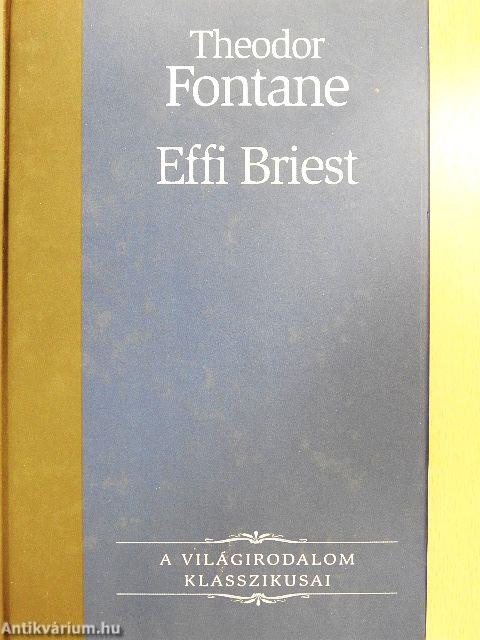 Theodor
Fontane
Effi Briest
A VILÁGIRODALOM
KLASSZIKUSAI
Antikvárium.hu